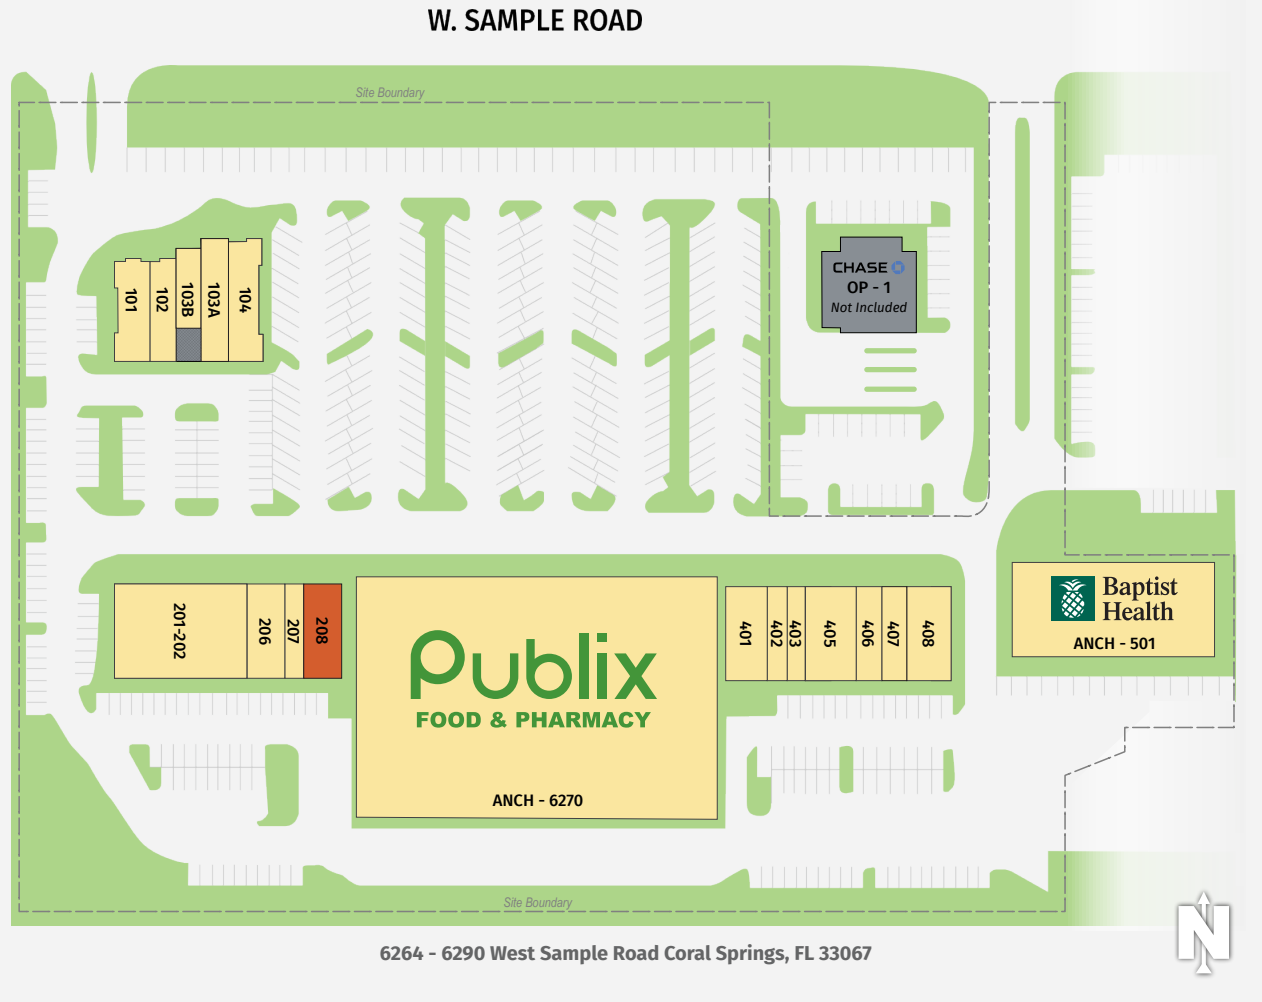 W. SAMPLE ROAD
Site Boundary
101
102
103B
103A
104
CHASE
OP - 1
Not Included
201-202
206
207
208
Publix
FOOD & PHARMACY
ANCH - 6270
401
402
403
405
406
407
408
Baptist
Health
ANCH - 501
Site Boundary
6264 - 6290 West Sample Road Coral Springs, FL 33067
N